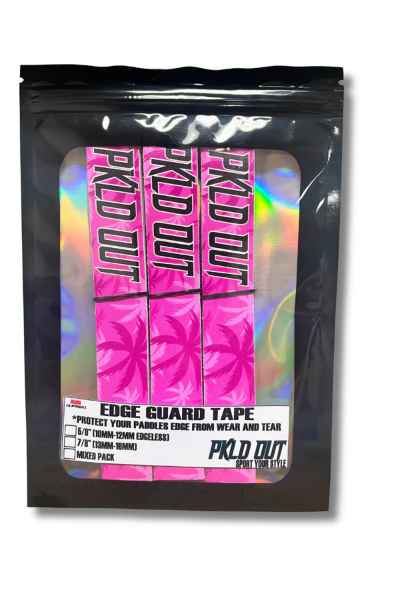 PKLD OUT
PKLD OUT
PKLD OUT
EDGE GUARD TAPE
*PROTECT YOUR PADDLES EDGE FROM WEAR AND TEAR
5/8" (10MM-12MM EDGELESS)
7/8" (13MM-16MM)
MIXED PACK
PKLD OUT
SPORT YOUR STYLE